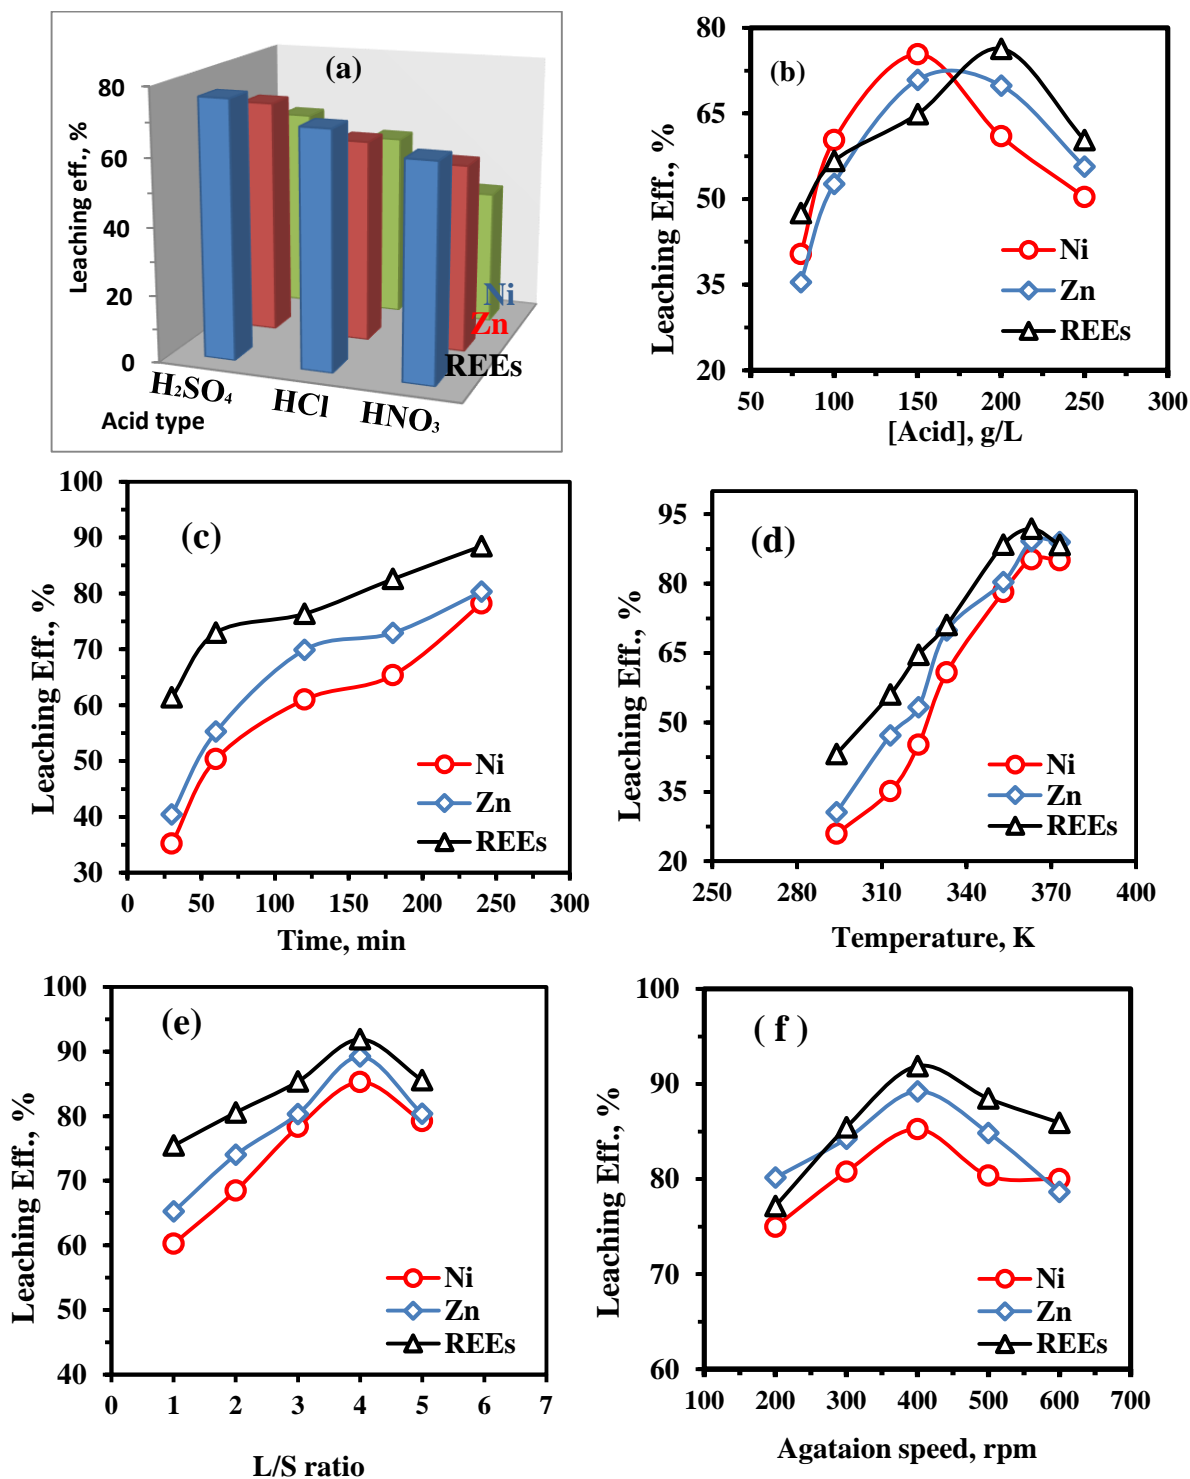 (a)
Leaching eff., %
80
60
40
20
0
H₂SO₄
HCl
HNO₃
Ni
Zn
REEs
Acid type
(b)
Leaching Eff., %
80
65
50
35
20
Ni
Zn
REEs
50 100 150 200 250 300
[Acid], g/L
(c)
Leaching Eff., %
100
90
80
70
60
50
40
30
Ni
Zn
REEs
0 50 100 150 200 250 300
Time, min
(d)
Leaching Eff., %
95
80
65
50
35
20
Ni
Zn
REEs
250 280 310 340 370 400
Temperature, K
(e)
Leaching Eff., %
100
90
80
70
60
50
40
Ni
Zn
REEs
0 1 2 3 4 5 6 7
L/S ratio
( f )
Leaching Eff., %
100
90
80
70
60
Ni
Zn
REEs
100 200 300 400 500 600 700
Agataion speed, rpm